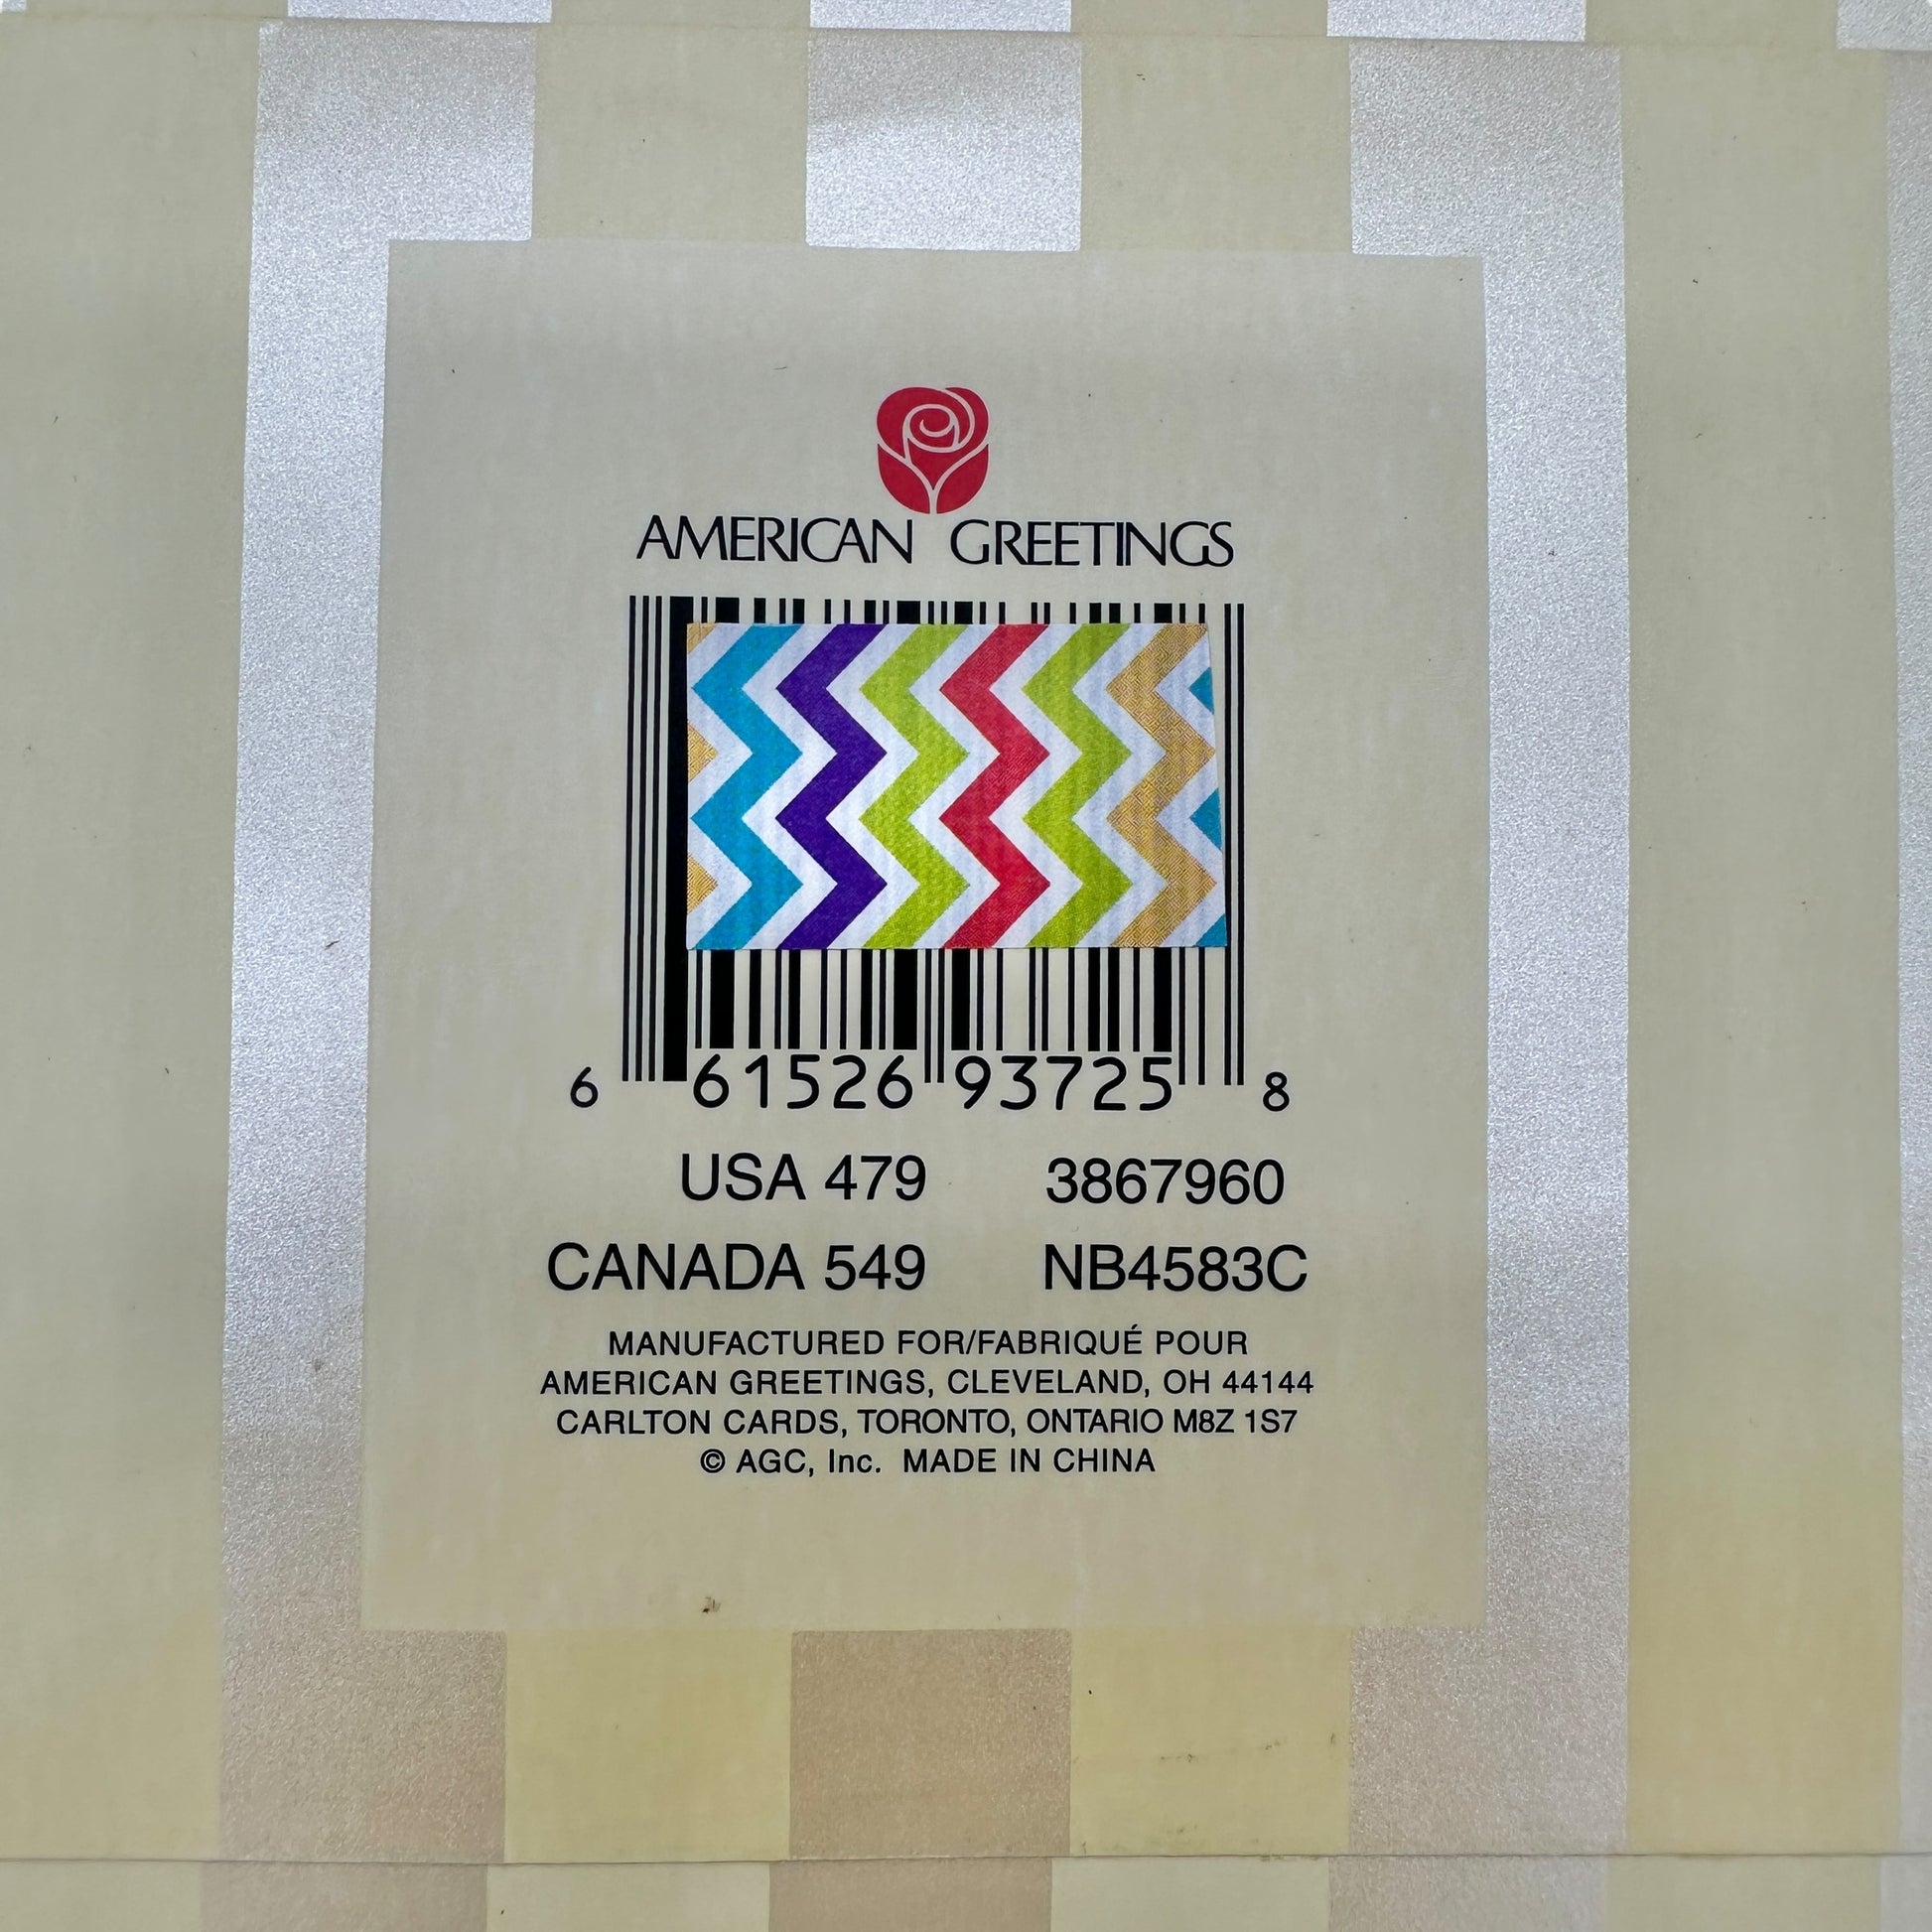 AMERICAN GREETINGS
6 61526 93725 8
USA 479 3867960
CANADA 549 NB4583C
MANUFACTURED FOR/FABRIQUÉ POUR
AMERICAN GREETINGS, CLEVELAND, OH 44144
CARLTON CARDS, TORONTO, ONTARIO M8Z 1S7
© AGC, Inc. MADE IN CHINA